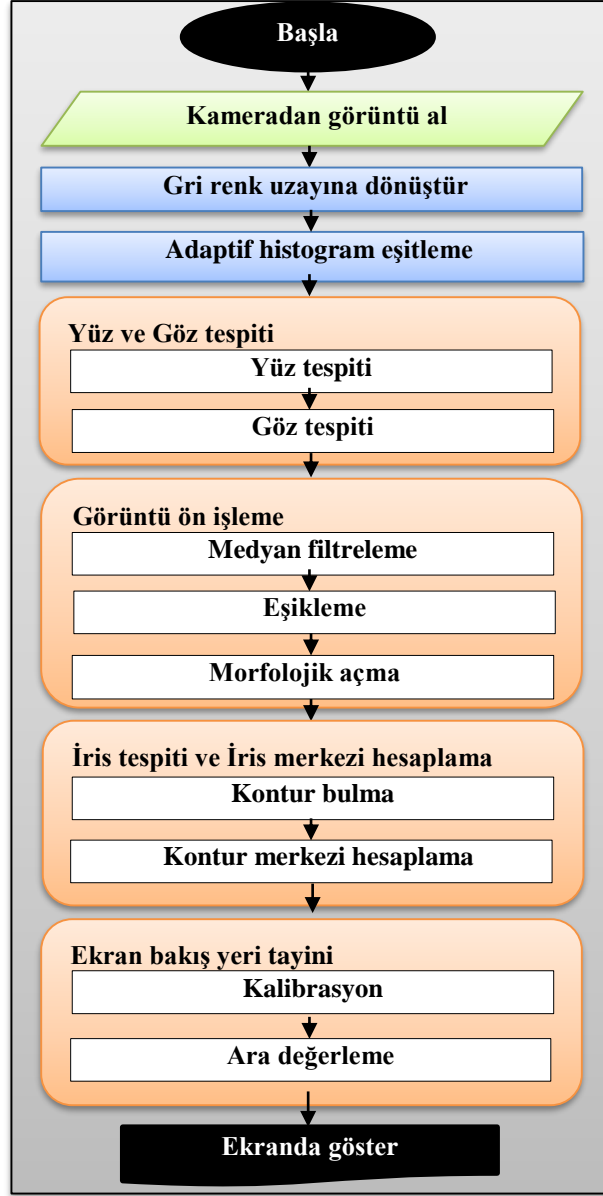 Başla
Kameradan görüntü al
Gri renk uzayına dönüştür
Adaptif histogram eşitleme
Yüz ve Göz tespiti
Yüz tespiti
Göz tespiti
Görüntü ön işleme
Medyan filtreleme
Eşikleme
Morfolojik açma
İris tespiti ve İris merkezi hesaplama
Kontur bulma
Kontur merkezi hesaplama
Ekran bakış yeri tayini
Kalibrasyon
Ara değerleme
Ekranda göster